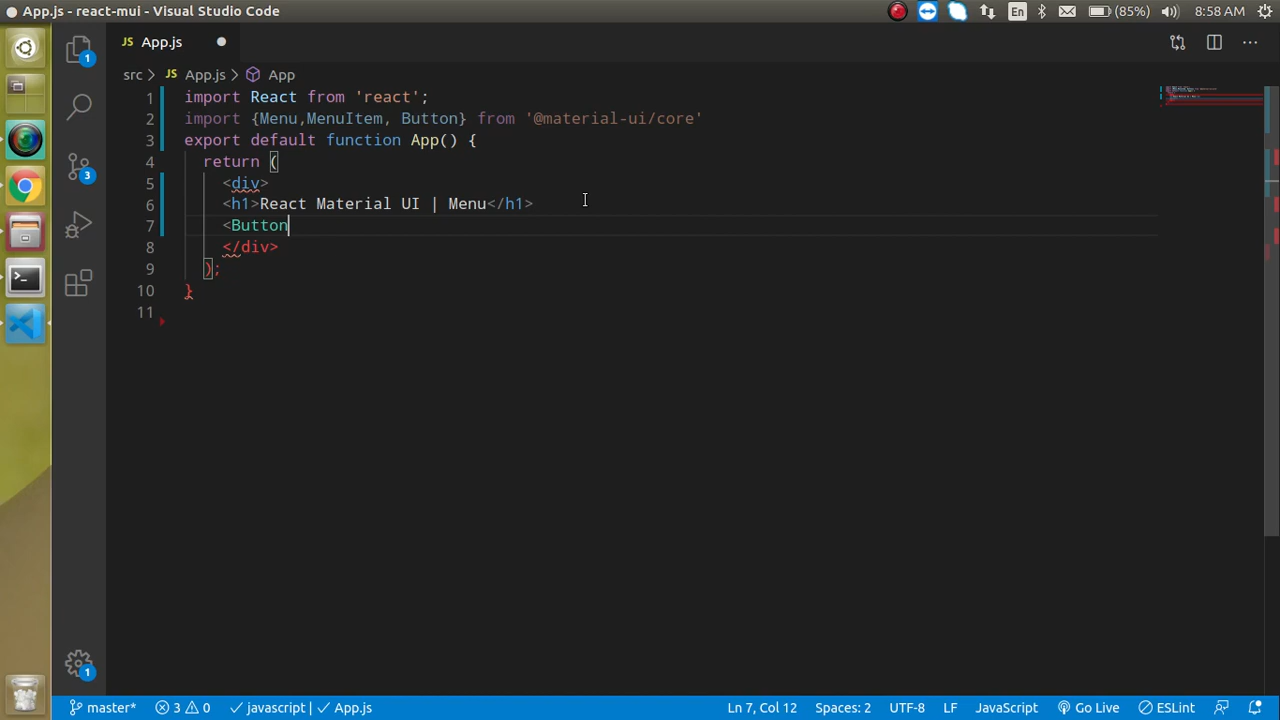 App.js - react-mui - Visual Studio Code
En
(85%)
8:58 AM
JS App.js
src > JS App.js > App
1 import React from 'react';
2 import {Menu,MenuItem, Button} from '@material-ui/core'
3 export default function App() {
4 return (
5 <div>
6 <h1>React Material UI | Menu</h1>
7 <Button
8 </div>
9 );
10 }
11
1
3
1
master*
3
0
javascript | ✓ App.js
Ln 7, Col 12
Spaces: 2
UTF-8
LF
JavaScript
Go Live
ESLint